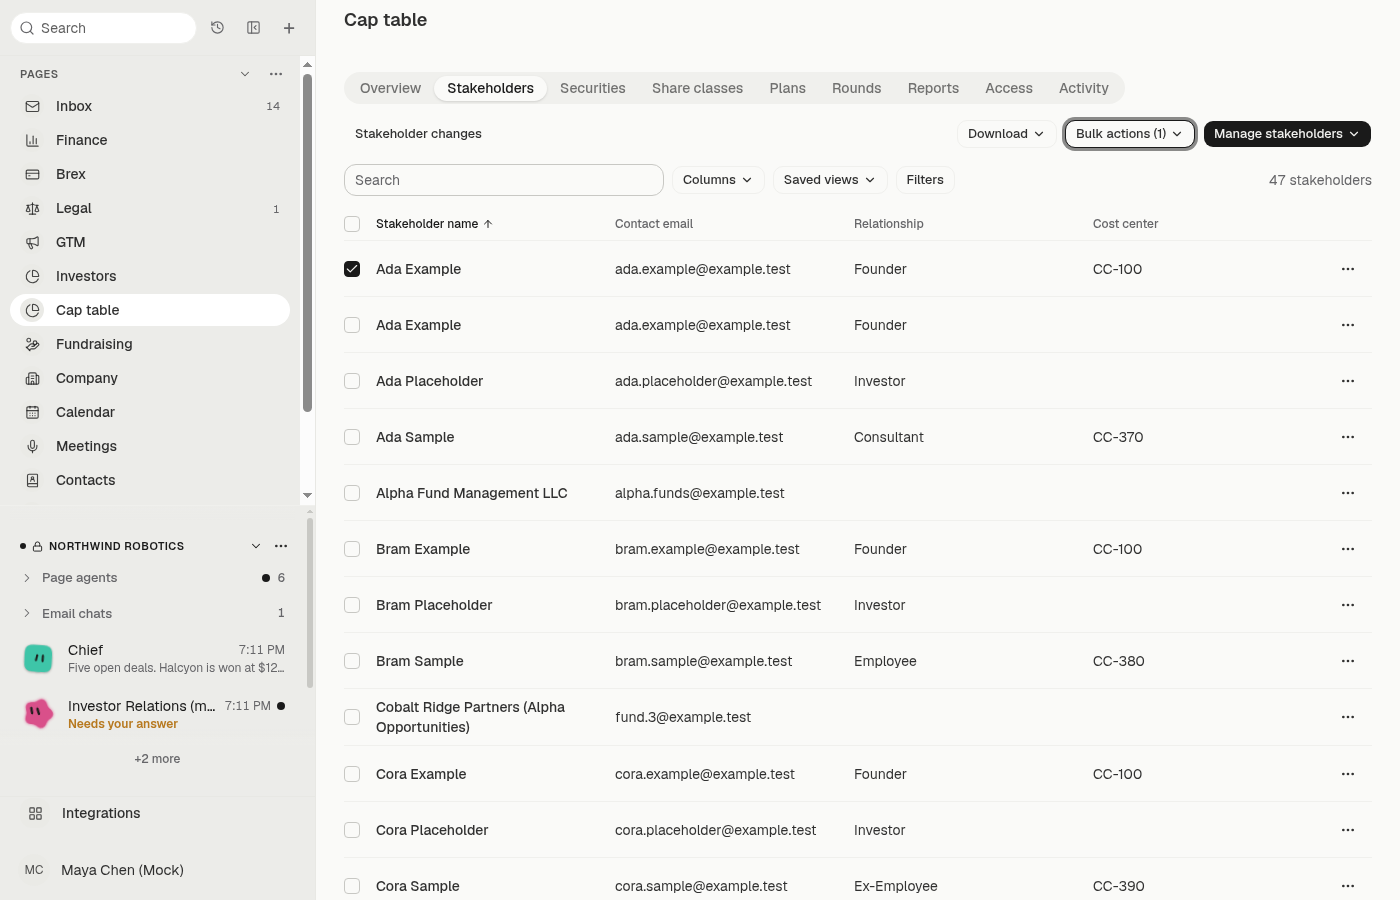 Search
PAGES
Inbox 14
Finance
Brex
Legal 1
GTM
Investors
Cap table
Fundraising
Company
Calendar
Meetings
Contacts
NORTHWIND ROBOTICS
Page agents 6
Email chats 1
Chief 7:11 PM
Five open deals. Halcyon is won at $12…
Investor Relations (m… 7:11 PM
Needs your answer
+2 more
Integrations
MC Maya Chen (Mock)
Cap table
Overview Stakeholders Securities Share classes Plans Rounds Reports Access Activity
Stakeholder changes Download Bulk actions (1) Manage stakeholders
Search Columns Saved views Filters 47 stakeholders
Stakeholder name Contact email Relationship Cost center
Ada Example ada.example@example.test Founder CC-100
Ada Example ada.example@example.test Founder
Ada Placeholder ada.placeholder@example.test Investor
Ada Sample ada.sample@example.test Consultant CC-370
Alpha Fund Management LLC alpha.funds@example.test
Bram Example bram.example@example.test Founder CC-100
Bram Placeholder bram.placeholder@example.test Investor
Bram Sample bram.sample@example.test Employee CC-380
Cobalt Ridge Partners (Alpha
Opportunities) fund.3@example.test
Cora Example cora.example@example.test Founder CC-100
Cora Placeholder cora.placeholder@example.test Investor
Cora Sample cora.sample@example.test Ex-Employee CC-390